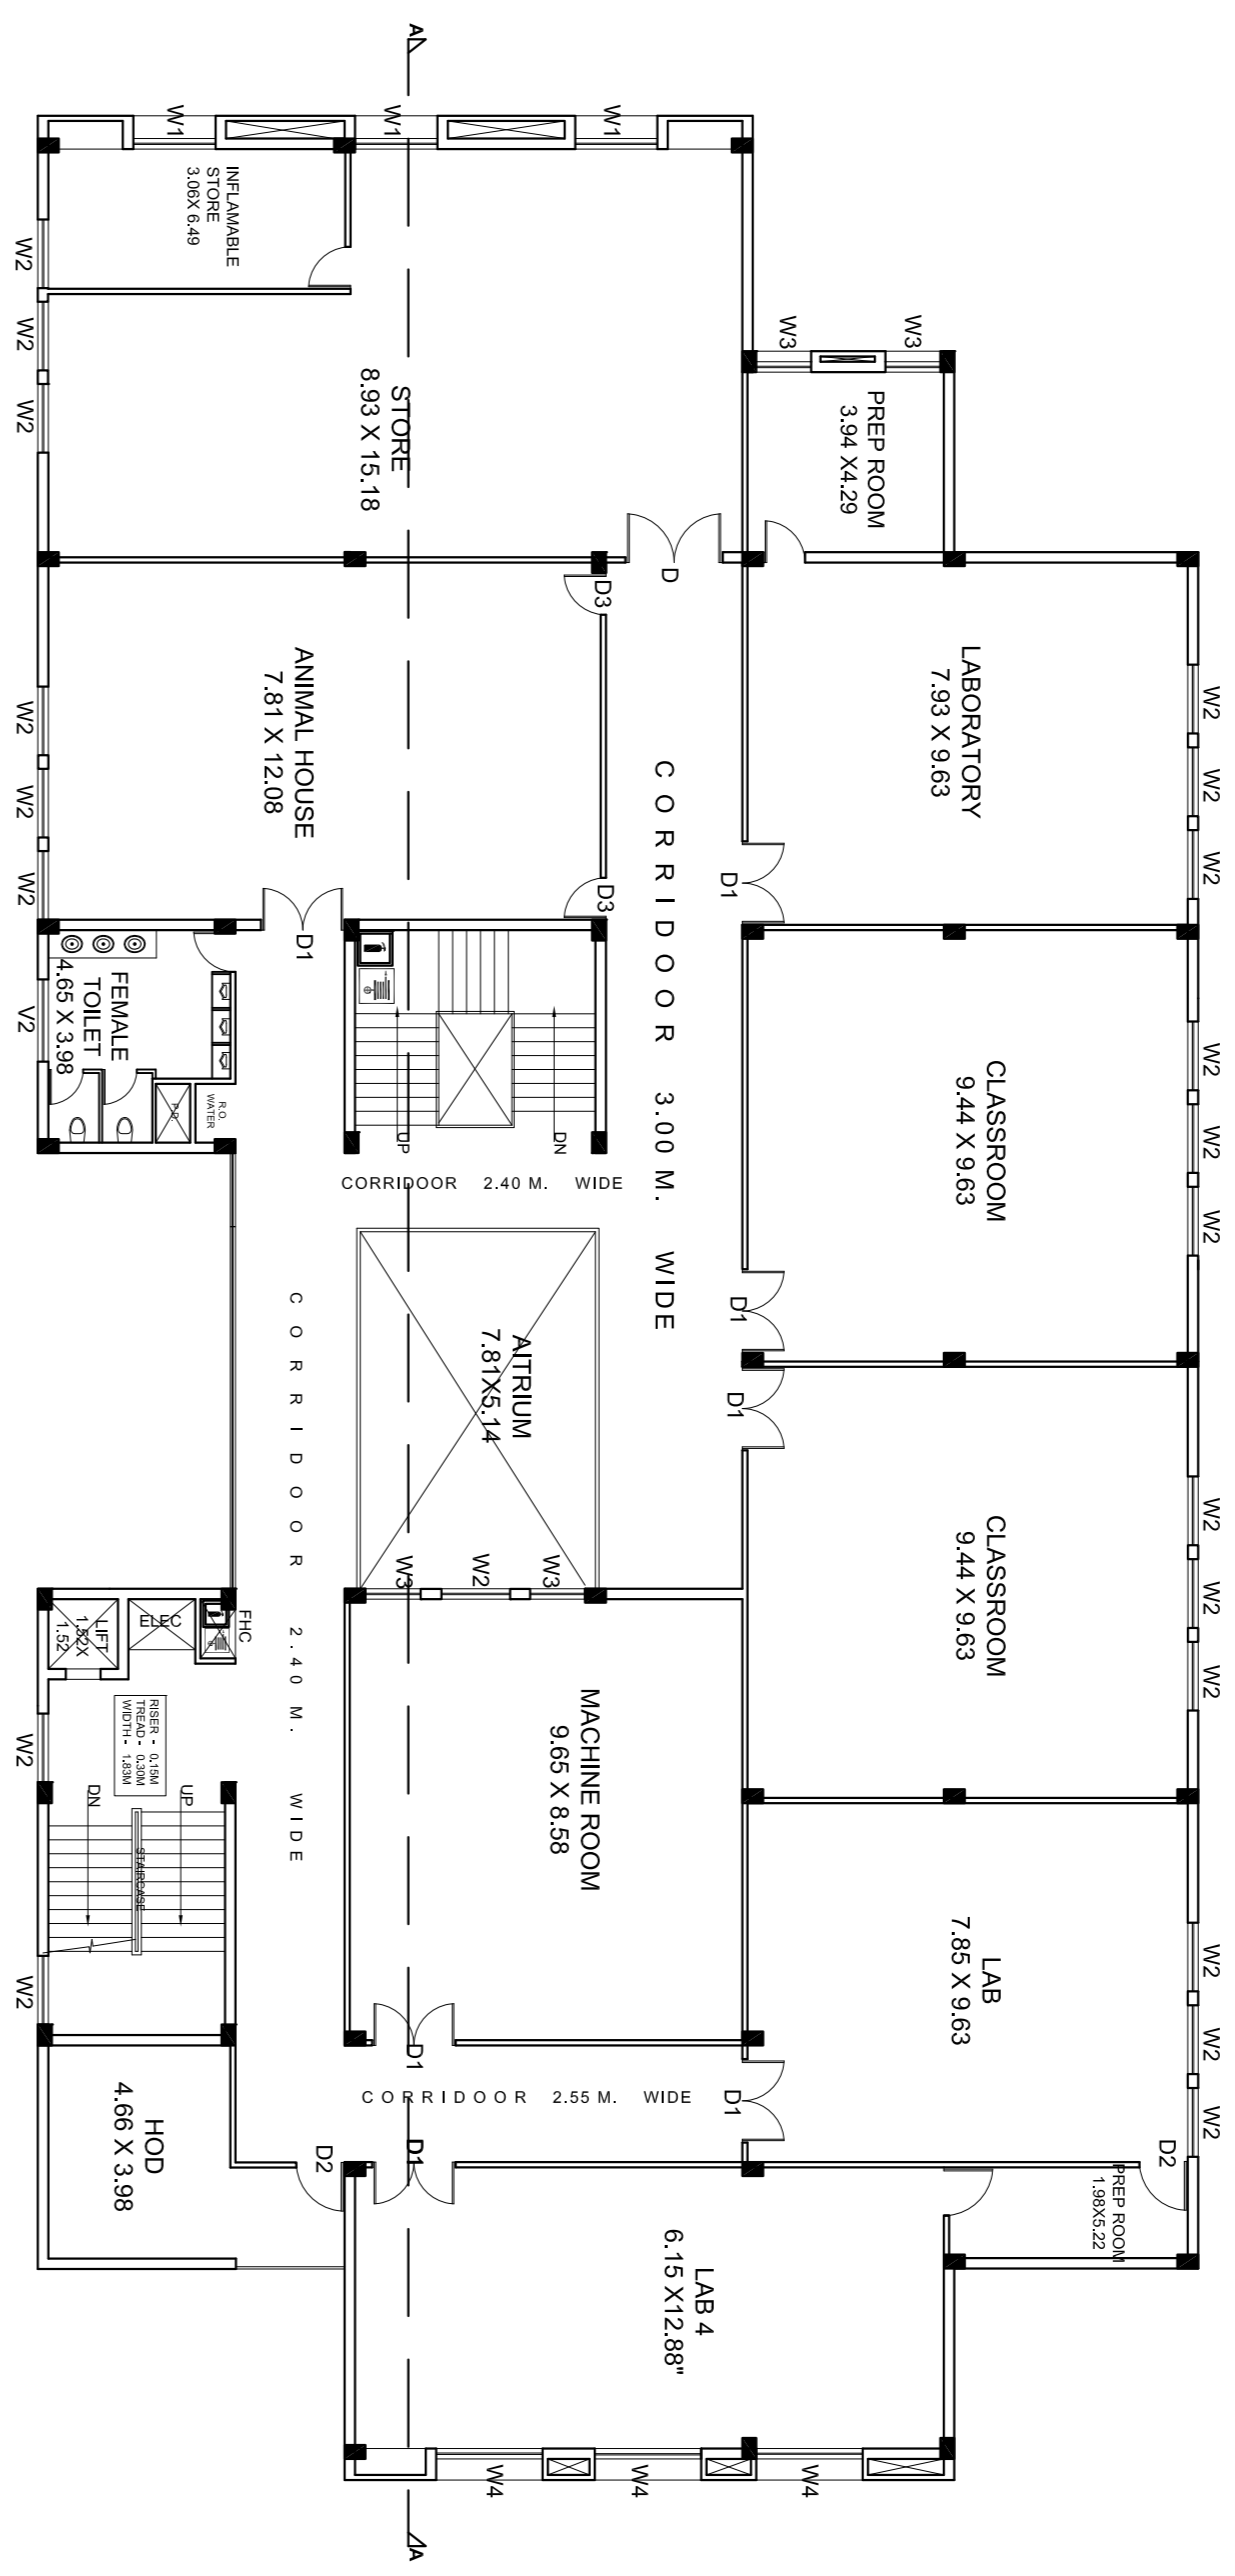 A
W1
W1
W1
INFLAMABLE
STORE
3.06X 6.49
W2
W2
W2
STORE
8.93 X 15.18
W3
W3
PREP ROOM
3.94 X4.29
D
D3
D3
ANIMAL HOUSE
7.81 X 12.08
W2
W2
W2
D1
LABORATORY
7.93 X 9.63
W2
W2
W2
D1
C O R R I D O O R 3.00 M. WIDE
FEMALE
TOILET
4.65 X 3.98
V2
R.O.
WATER
UP
DN
CORRIDOOR 2.40 M. WIDE
CLASSROOM
9.44 X 9.63
W2
W2
W2
D1
D1
AITRIUM
7.81X5.14
C O R R I D O O R 2.40 M. WIDE
CLASSROOM
9.44 X 9.63
W2
W2
W2
W3
W2
W3
FHC
ELEC
LIFT
1.52X
1.52
MACHINE ROOM
9.65 X 8.58
RISER - 0.15M
TREAD - 0.30M
WIDTH - 1.83M
W2
UP
DN
STAIRCASE
W2
LAB
7.85 X 9.63
W2
W2
W2
D1
D1
CORRIDOOR 2.55 M. WIDE
D1
D2
D2
HOD
4.66 X 3.98
PREP ROOM
1.98X5.22
LAB 4
6.15 X12.88"
W4
W4
W4
A